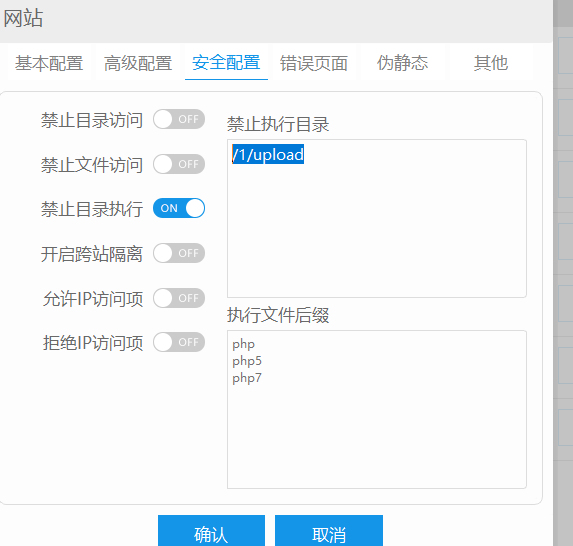 网站
基本配置 高级配置 安全配置 错误页面 伪静态 其他
禁止目录访问 OFF
禁止文件访问 OFF
禁止目录执行 ON
开启跨站隔离 OFF
允许IP访问项 OFF
拒绝IP访问项 OFF
禁止执行目录
/1/upload
执行文件后缀
php
php5
php7
确认 取消